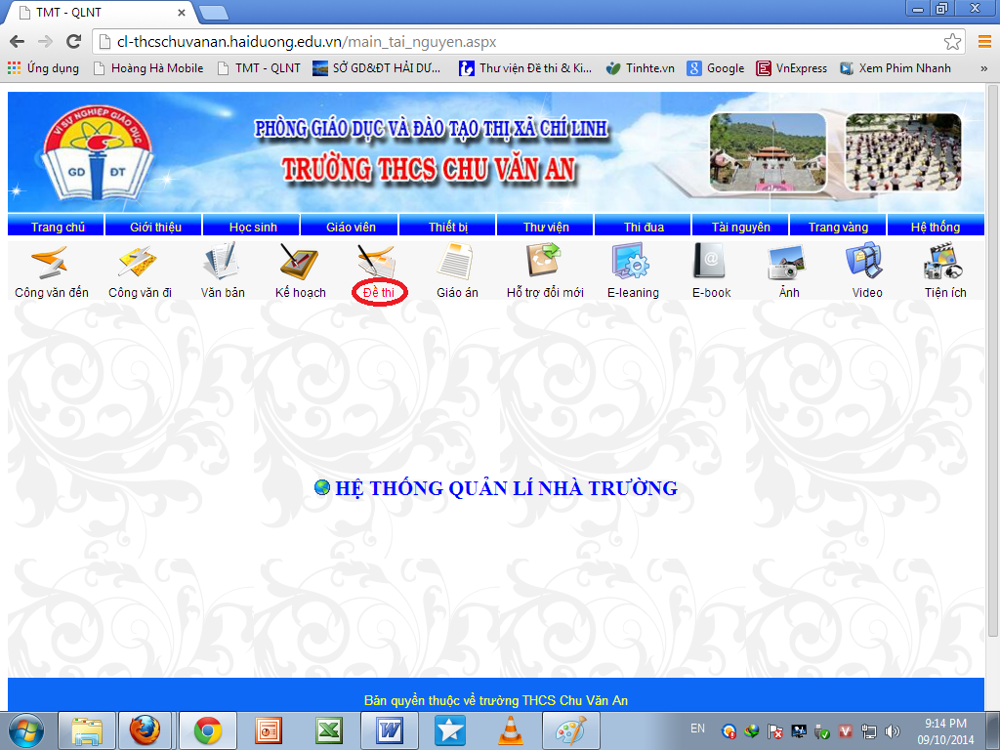 TMT - QLNT
cl-thcschuvanan.haiduong.edu.vn/main_tai_nguyen.aspx
Ứng dụng
Hoàng Hà Mobile
TMT - QLNT
SỞ GD&ĐT HẢI DƯ...
Thư viện Đề thi & Ki...
Tinhte.vn
Google
VnExpress
Xem Phim Nhanh
»
VÌ SỰ NGHIỆP GIÁO DỤC
GD ĐT
PHÒNG GIÁO DỤC VÀ ĐÀO TẠO THỊ XÃ CHÍ LINH
TRƯỜNG THCS CHU VĂN AN
Trang chủ
Giới thiệu
Học sinh
Giáo viên
Thiết bị
Thư viện
Thi đua
Tài nguyên
Trang vàng
Hệ thống
Công văn đến
Công văn đi
Văn bản
Kế hoạch
Đề thi
Giáo án
Hỗ trợ đổi mới
E-leaning
E-book
Ảnh
Video
Tiện ích
HỆ THỐNG QUẢN LÍ NHÀ TRƯỜNG
Bản quyền thuộc về trường THCS Chu Văn An
EN
9:14 PM
09/10/2014